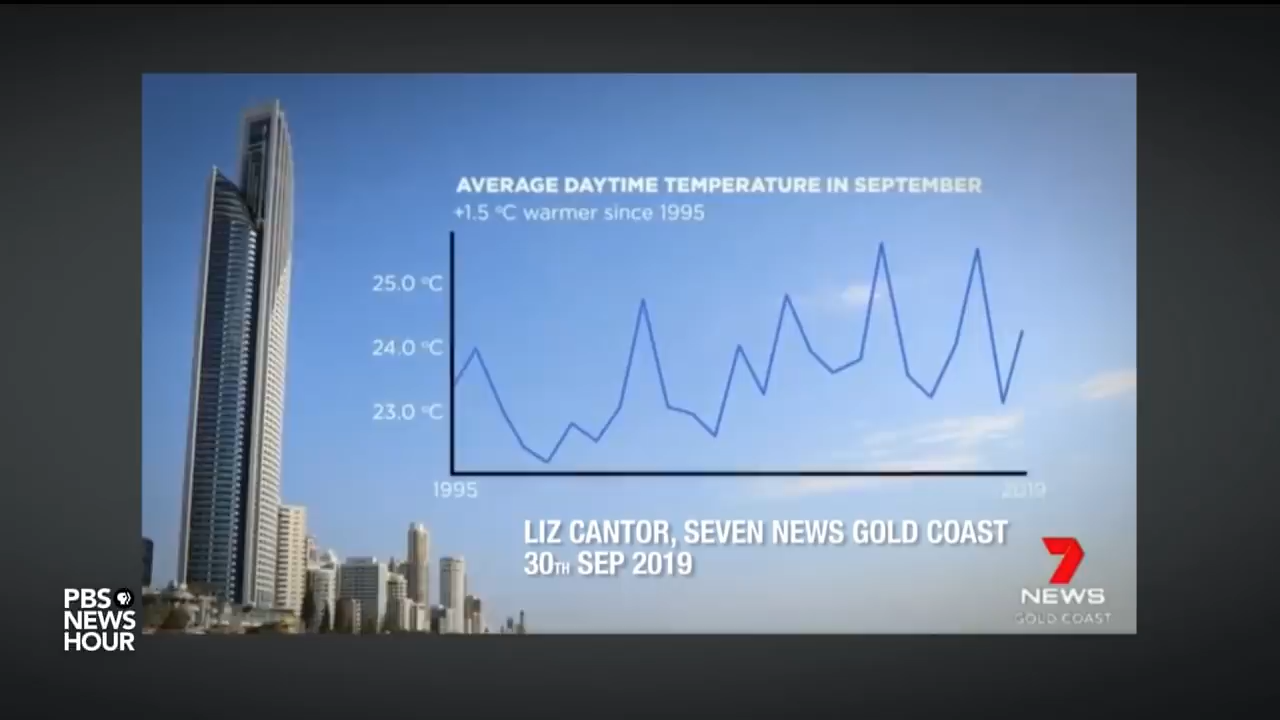 AVERAGE DAYTIME TEMPERATURE IN SEPTEMBER
+1.5 °C warmer since 1995
25.0 °C
24.0 °C
23.0 °C
1995
2019
LIZ CANTOR, SEVEN NEWS GOLD COAST
30TH SEP 2019
7
NEWS
GOLD COAST
PBS
NEWS
HOUR